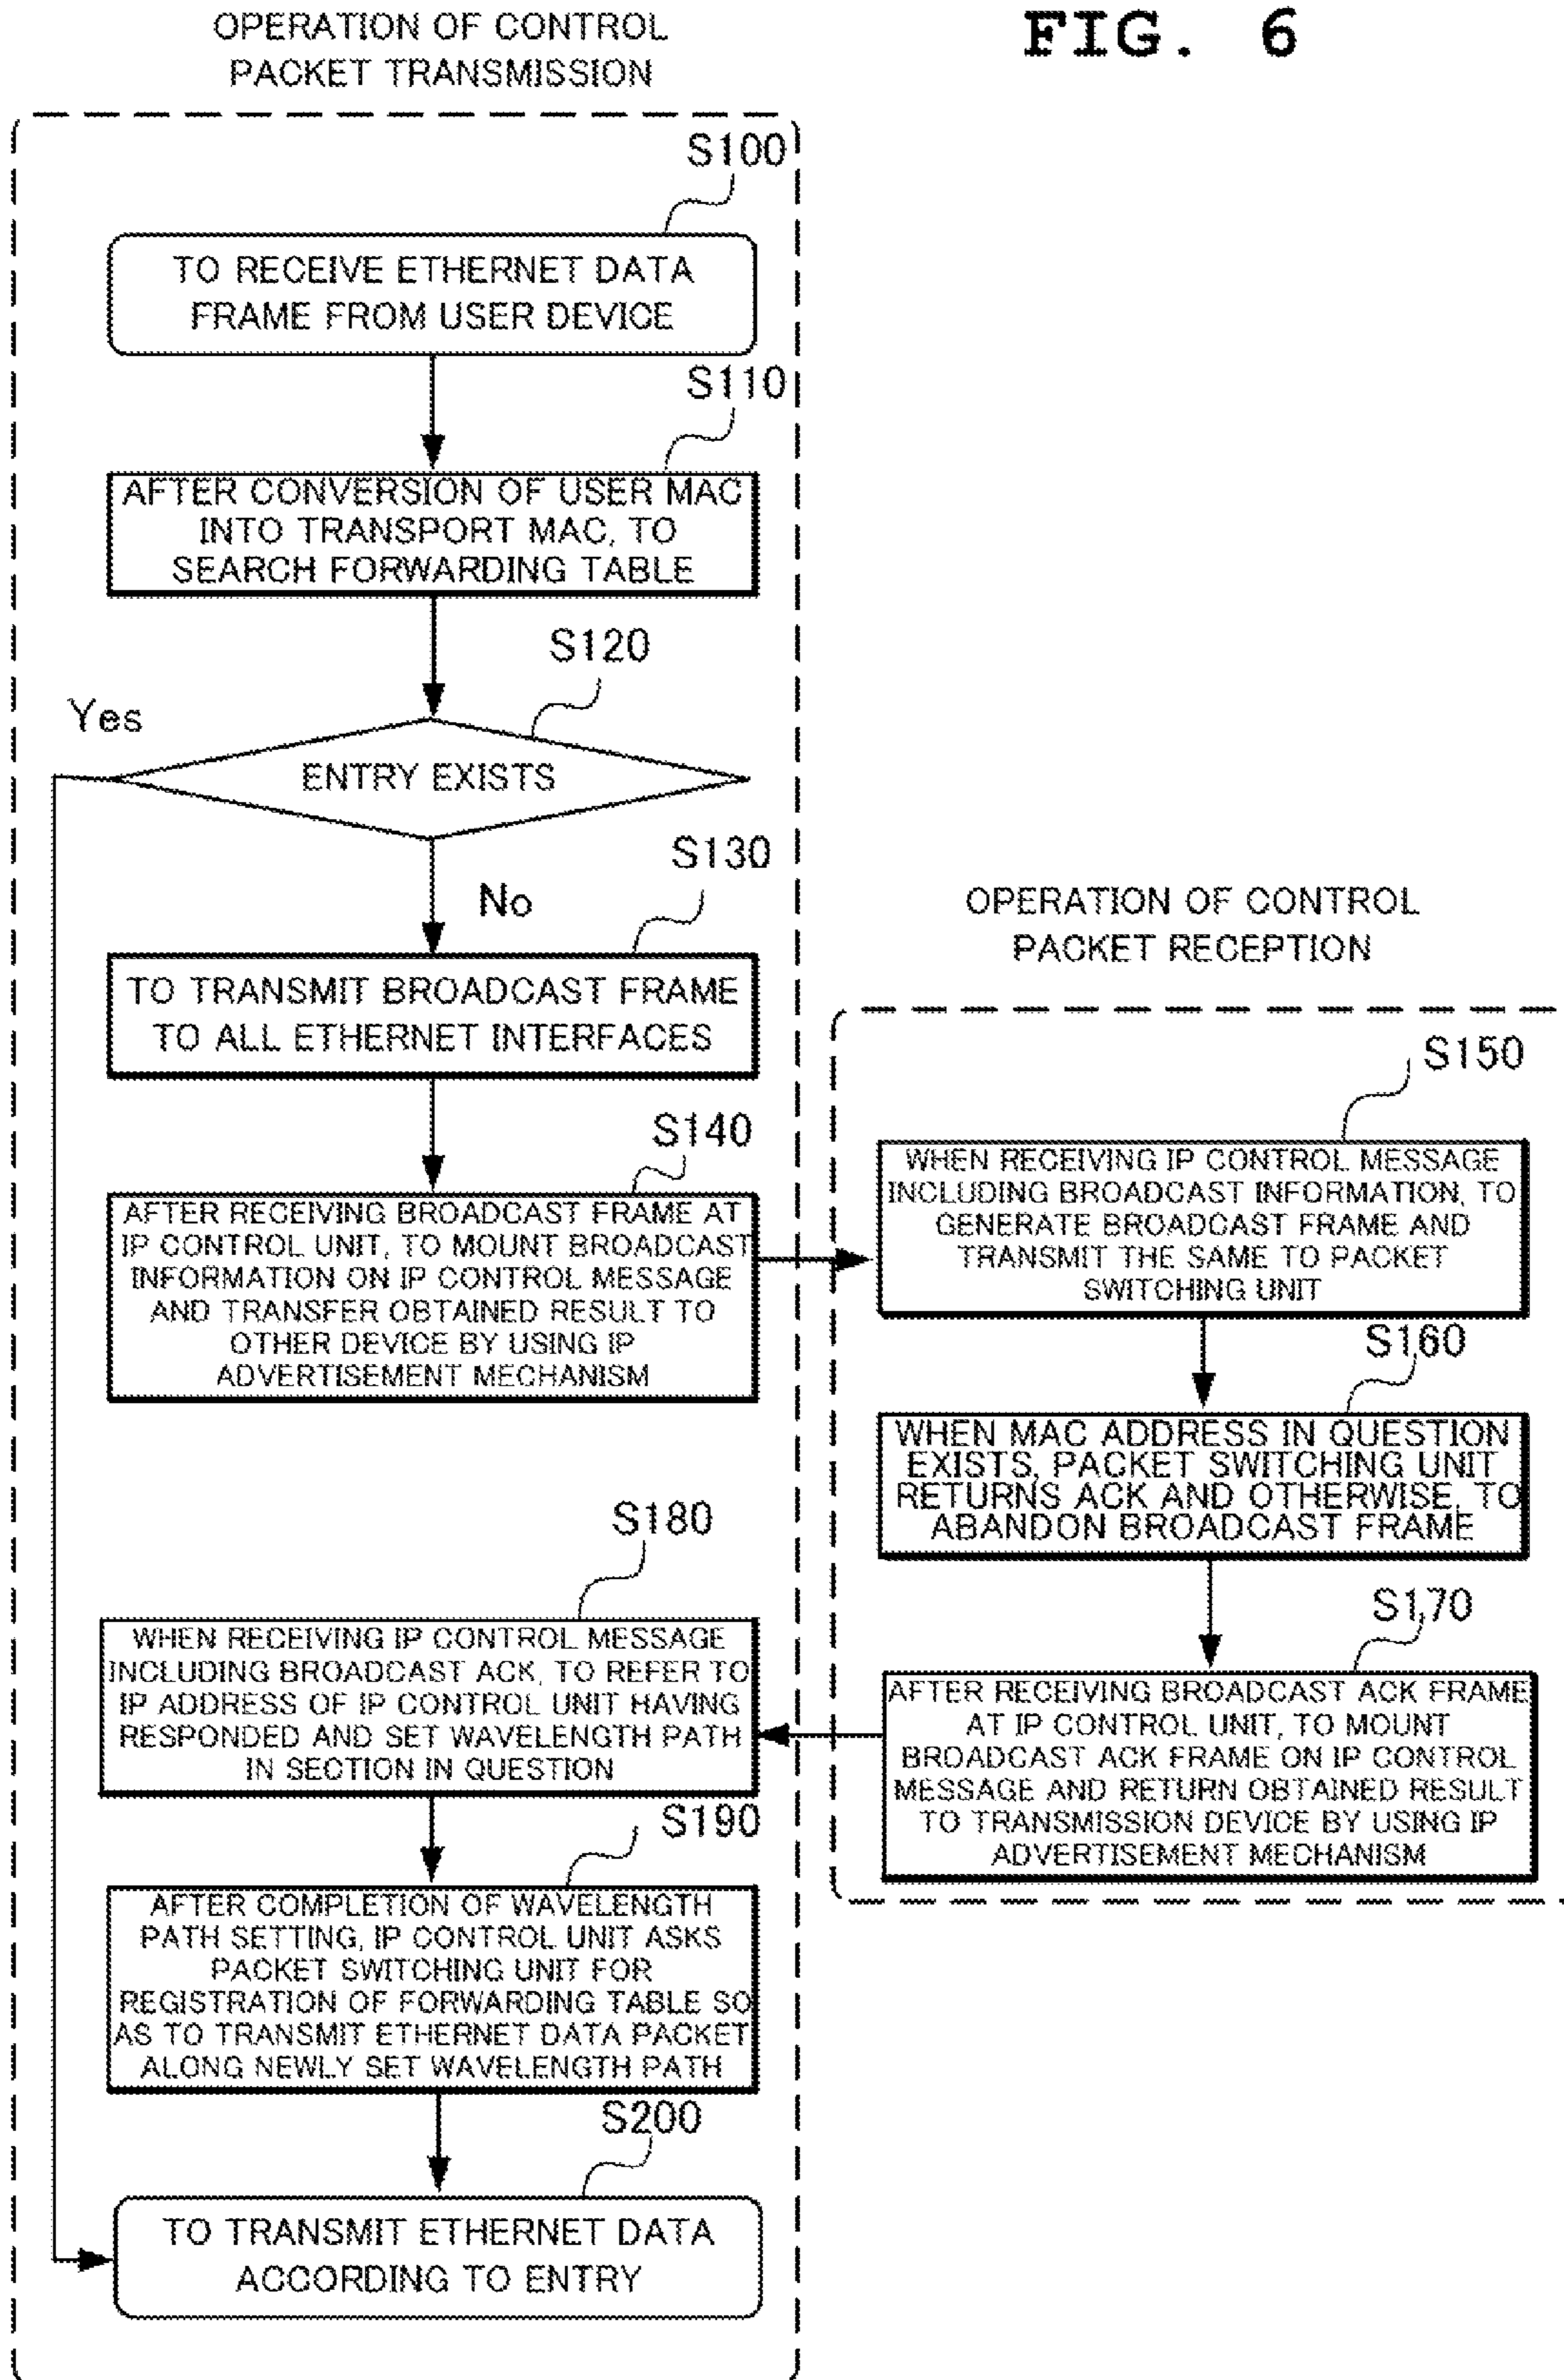 OPERATION OF CONTROL
PACKET TRANSMISSION
FIG. 6
S100
TO RECEIVE ETHERNET DATA
FRAME FROM USER DEVICE
S110
AFTER CONVERSION OF USER MAC
INTO TRANSPORT MAC, TO
SEARCH FORWARDING TABLE
S120
Yes
ENTRY EXISTS
No
S130
TO TRANSMIT BROADCAST FRAME
TO ALL ETHERNET INTERFACES
S140
AFTER RECEIVING BROADCAST FRAME AT
IP CONTROL UNIT, TO MOUNT BROADCAST
INFORMATION ON IP CONTROL MESSAGE
AND TRANSFER OBTAINED RESULT TO
OTHER DEVICE BY USING IP
ADVERTISEMENT MECHANISM
OPERATION OF CONTROL
PACKET RECEPTION
S150
WHEN RECEIVING IP CONTROL MESSAGE
INCLUDING BROADCAST INFORMATION, TO
GENERATE BROADCAST FRAME AND
TRANSMIT THE SAME TO PACKET
SWITCHING UNIT
S160
WHEN MAC ADDRESS IN QUESTION
EXISTS, PACKET SWITCHING UNIT
RETURNS ACK AND OTHERWISE, TO
ABANDON BROADCAST FRAME
S170
AFTER RECEIVING BROADCAST ACK FRAME
AT IP CONTROL UNIT, TO MOUNT
BROADCAST ACK FRAME ON IP CONTROL
MESSAGE AND RETURN OBTAINED RESULT
TO TRANSMISSION DEVICE BY USING IP
ADVERTISEMENT MECHANISM
S180
WHEN RECEIVING IP CONTROL MESSAGE
INCLUDING BROADCAST ACK, TO REFER TO
IP ADDRESS OF IP CONTROL UNIT HAVING
RESPONDED AND SET WAVELENGTH PATH
IN SECTION IN QUESTION
S190
AFTER COMPLETION OF WAVELENGTH
PATH SETTING, IP CONTROL UNIT ASKS
PACKET SWITCHING UNIT FOR
REGISTRATION OF FORWARDING TABLE SO
AS TO TRANSMIT ETHERNET DATA PACKET
ALONG NEWLY SET WAVELENGTH PATH
S200
TO TRANSMIT ETHERNET DATA
ACCORDING TO ENTRY